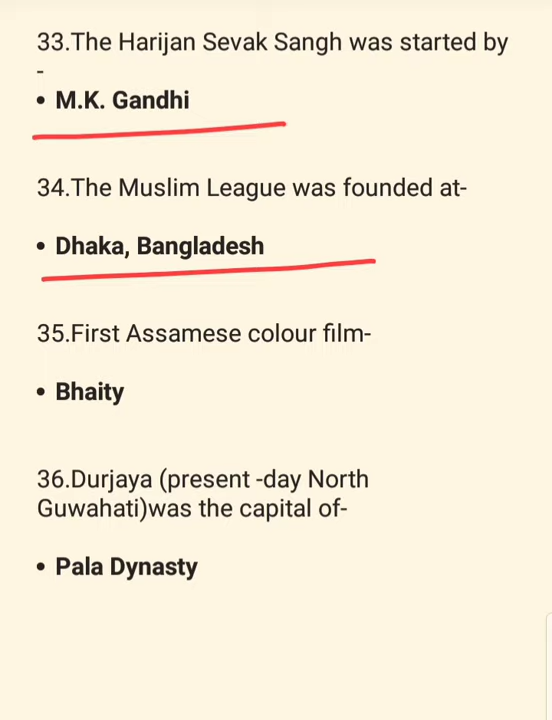 33.The Harijan Sevak Sangh was started by
-
• M.K. Gandhi
34.The Muslim League was founded at-
• Dhaka, Bangladesh
35.First Assamese colour film-
• Bhaity
36.Durjaya (present -day North
Guwahati)was the capital of-
• Pala Dynasty